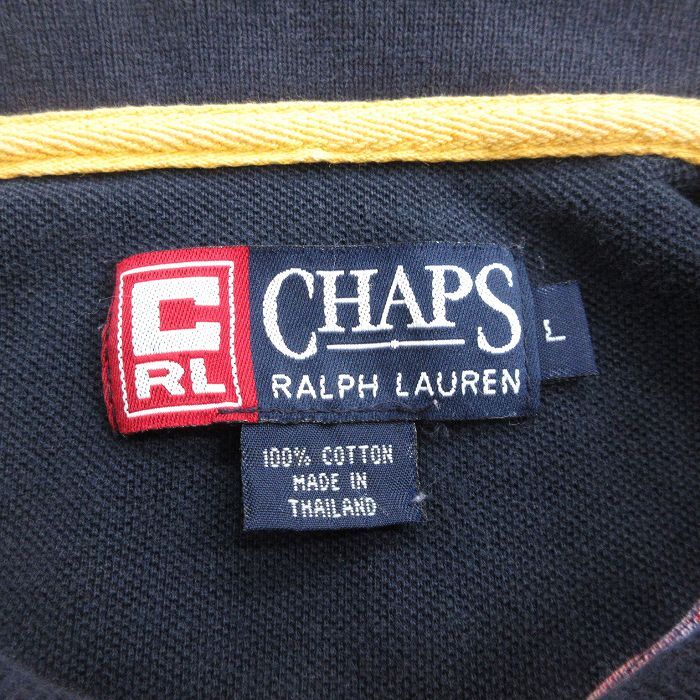 C
RL
CHAPS
RALPH LAUREN
L
100% COTTON
MADE IN
THAILAND